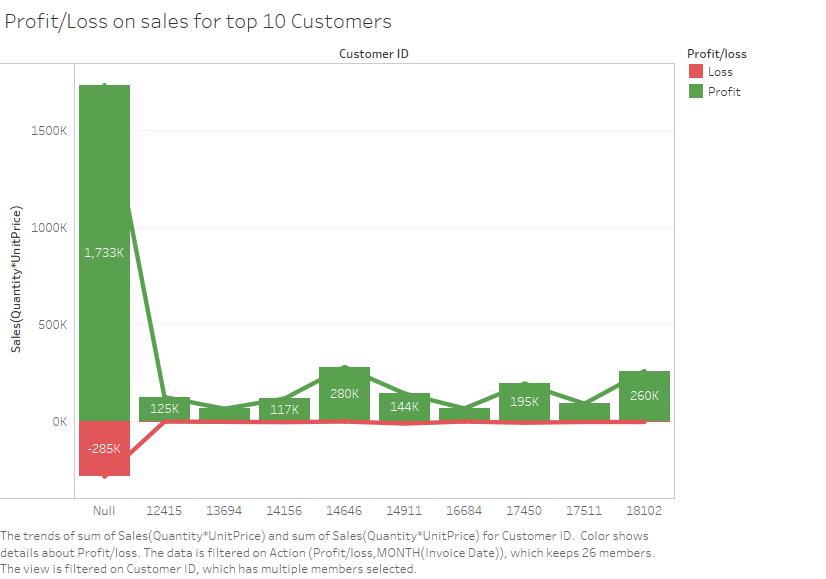 Profit/Loss on sales for top 10 Customers
Customer ID
Profit/loss
Loss
Profit
1500K
1000K
500K
0K
Sales(Quantity*UnitPrice)
1,733K
-285K
125K
117K
280K
144K
195K
260K
Null 12415 13694 14156 14646 14911 16684 17450 17511 18102
The trends of sum of Sales(Quantity*UnitPrice) and sum of Sales(Quantity*UnitPrice) for Customer ID. Color shows
details about Profit/loss. The data is filtered on Action (Profit/loss,MONTH(Invoice Date)), which keeps 26 members.
The view is filtered on Customer ID, which has multiple members selected.